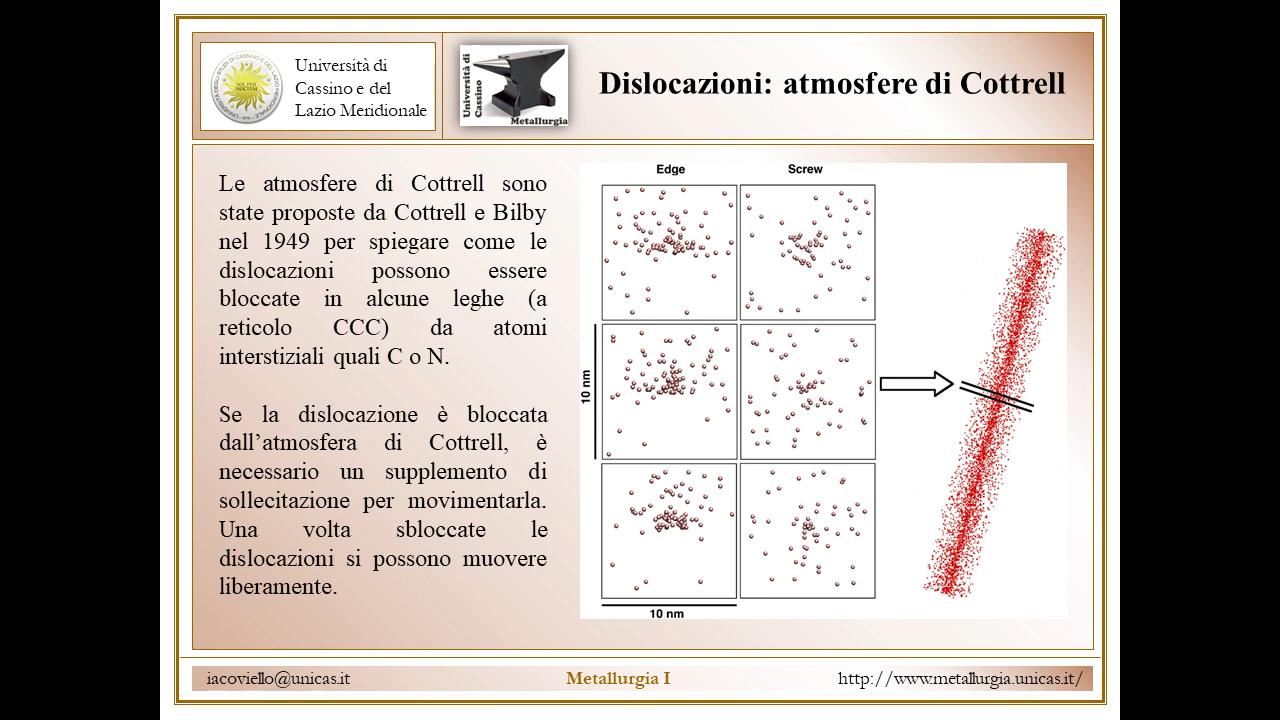 Università di
Cassino e del
Lazio Meridionale
Università di
Cassino
Metallurgia
Dislocazioni: atmosfere di Cottrell
Le atmosfere di Cottrell sono
state proposte da Cottrell e Bilby
nel 1949 per spiegare come le
dislocazioni possono essere
bloccate in alcune leghe (a
reticolo CCC) da atomi
interstiziali quali C o N.
Se la dislocazione è bloccata
dall’atmosfera di Cottrell, è
necessario un supplemento di
sollecitazione per movimentarla.
Una volta sbloccate le
dislocazioni si possono muovere
liberamente.
Edge
Screw
10 nm
10 nm
iacoviello@unicas.it
Metallurgia I
http://www.metallurgia.unicas.it/